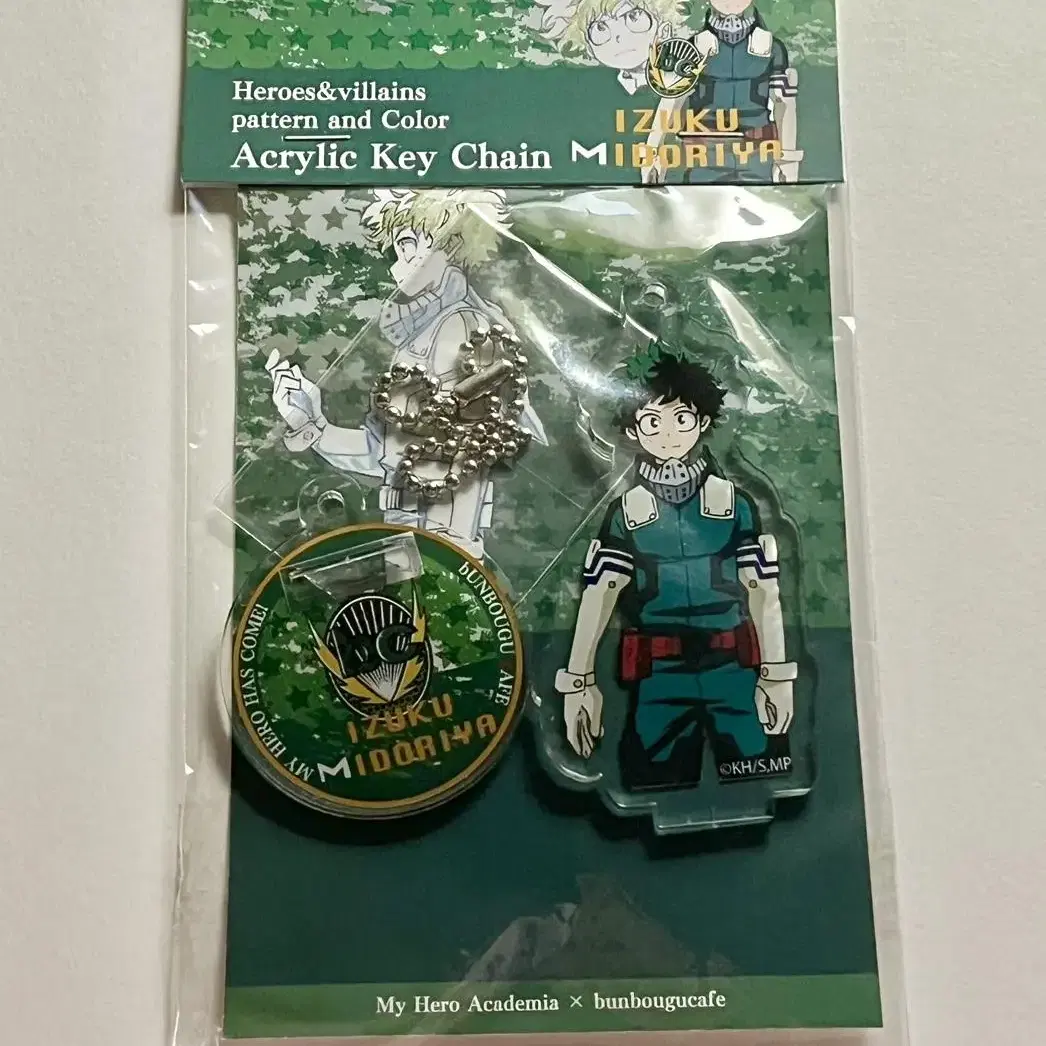 Heroes&villains
pattern and Color
Acrylic Key Chain
IZUKU
MIDORIYA
MY HERO HAS COME!
bUNBOUGU
IZUKU
MIDORIYA
©KH/S,MP
My Hero Academia × bunbougucafe